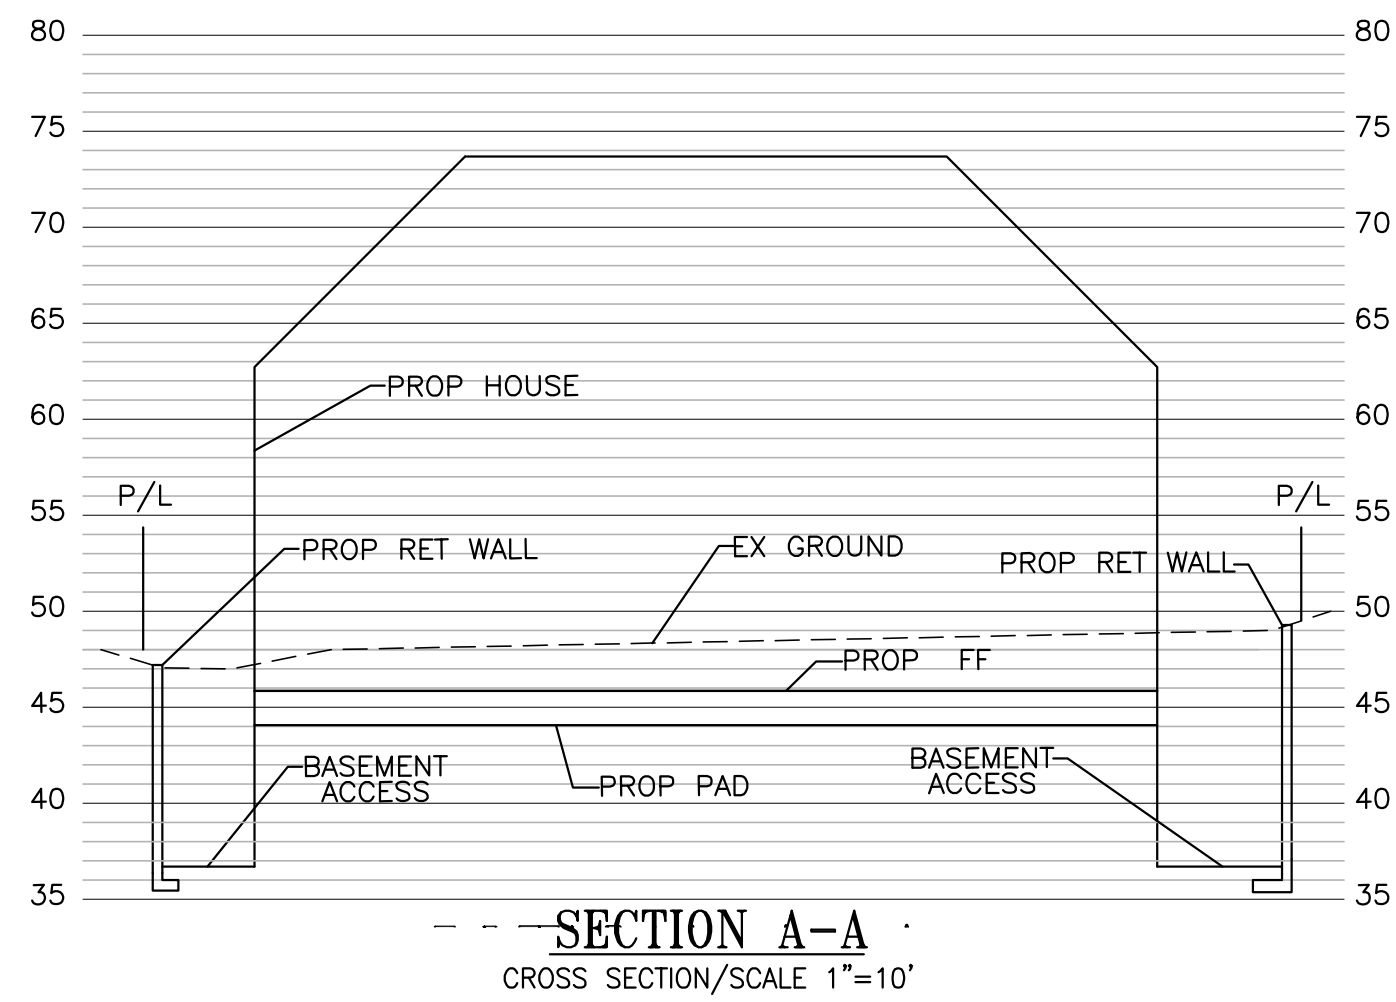 80 80
75 75
70 70
65 65
PROP HOUSE
60 60
P/L P/L
55 55
PROP RET WALL
EX GROUND
PROP RET WALL
50 50
PROP FF
45 45
BASEMENT
ACCESS
BASEMENT
ACCESS
PROP PAD
40 40
35 35
SECTION A-A
CROSS SECTION/SCALE 1"=10'